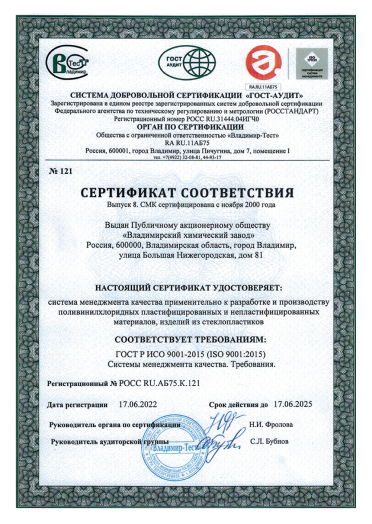 Тест
Владимир
ГОСТ
АУДИТ
RA.RU.11АБ75
СИСТЕМА ДОБРОВОЛЬНОЙ СЕРТИФИКАЦИИ «ГОСТ-АУДИТ»
Зарегистрирована в едином реестре зарегистрированных систем добровольной сертификации
Федерального агентства по техническому регулированию и метрологии (РОССТАНДАРТ)
Регистрационный номер РОСС RU.31444.04ИГЧ0
ОРГАН ПО СЕРТИФИКАЦИИ
Общества с ограниченной ответственностью «Владимир-Тест»
RA RU.11АБ75
Россия, 600001, город Владимир, улица Пичугина, дом 7, помещение I
тел. +7(4922) 32-08-81, 44-93-17
№ 121
СЕРТИФИКАТ СООТВЕТСТВИЯ
Выпуск 8. СМК сертифицирована с ноября 2000 года
Выдан Публичному акционерному обществу
«Владимирский химический завод»
Россия, 600000, Владимирская область, город Владимир,
улица Большая Нижегородская, дом 81
НАСТОЯЩИЙ СЕРТИФИКАТ УДОСТОВЕРЯЕТ:
система менеджмента качества применительно к разработке и производству
поливинилхлоридных пластифицированных и непластифицированных
материалов, изделий из стеклопластиков
СООТВЕТСТВУЕТ ТРЕБОВАНИЯМ:
ГОСТ Р ИСО 9001-2015 (ISO 9001:2015)
Системы менеджмента качества. Требования.
Регистрационный № РОСС RU.АБ75.К.121
Дата регистрации 17.06.2022 Срок действия до 17.06.2025
Руководитель органа по сертификации Н.И. Фролова
Руководитель аудиторской группы С.Л. Бубнов
Владимир-Тест